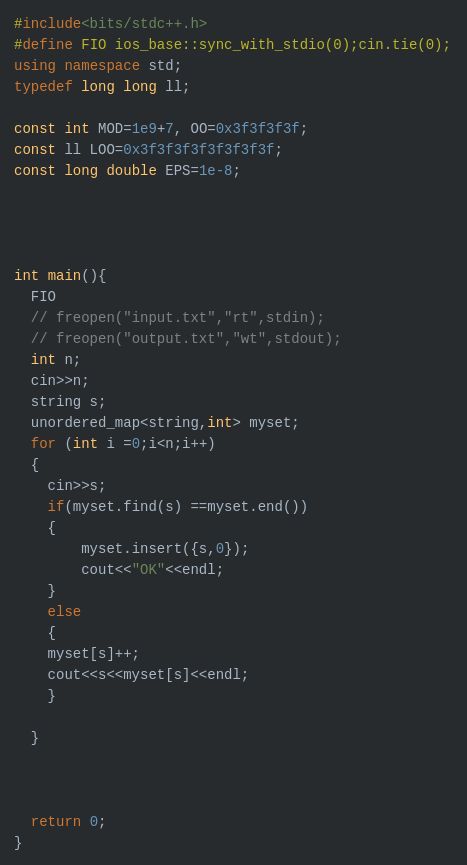 #include<bits/stdc++.h>
#define FIO ios_base::sync_with_stdio(0);cin.tie(0);
using namespace std;
typedef long long ll;
const int MOD=1e9+7, OO=0x3f3f3f3f;
const ll LOO=0x3f3f3f3f3f3f3f3f;
const long double EPS=1e-8;
int main(){
  FIO
  // freopen("input.txt","rt",stdin);
  // freopen("output.txt","wt",stdout);
  int n;
  cin>>n;
  string s;
  unordered_map<string,int> myset;
  for (int i =0;i<n;i++)
  {
    cin>>s;
    if(myset.find(s) ==myset.end())
    {
        myset.insert({s,0});
        cout<<"OK"<<endl;
    }
    else
    {
    myset[s]++;
    cout<<s<<myset[s]<<endl;
    }
  }
  return 0;
}